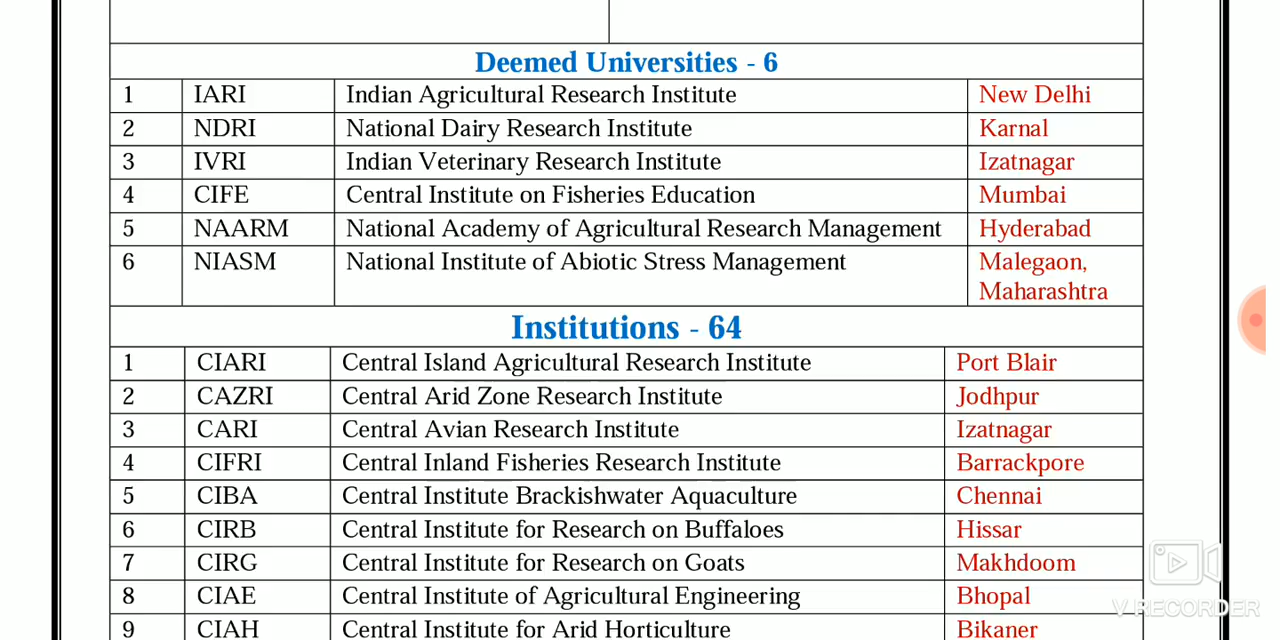 Deemed Universities - 6
1 IARI Indian Agricultural Research Institute New Delhi
2 NDRI National Dairy Research Institute Karnal
3 IVRI Indian Veterinary Research Institute Izatnagar
4 CIFE Central Institute on Fisheries Education Mumbai
5 NAARM National Academy of Agricultural Research Management Hyderabad
6 NIASM National Institute of Abiotic Stress Management Malegaon,
Maharashtra
Institutions - 64
1 CIARI Central Island Agricultural Research Institute Port Blair
2 CAZRI Central Arid Zone Research Institute Jodhpur
3 CARI Central Avian Research Institute Izatnagar
4 CIFRI Central Inland Fisheries Research Institute Barrackpore
5 CIBA Central Institute Brackishwater Aquaculture Chennai
6 CIRB Central Institute for Research on Buffaloes Hissar
7 CIRG Central Institute for Research on Goats Makhdoom
8 CIAE Central Institute of Agricultural Engineering Bhopal
9 CIAH Central Institute for Arid Horticulture Bikaner
V RECORDER